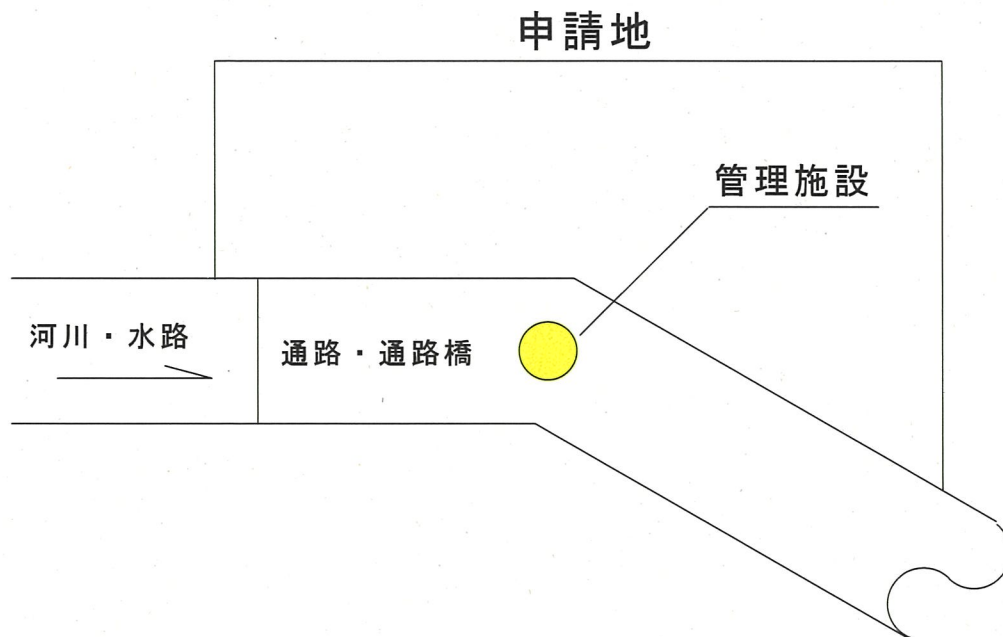 申請地
管理施設
河川・水路
通路・通路橋